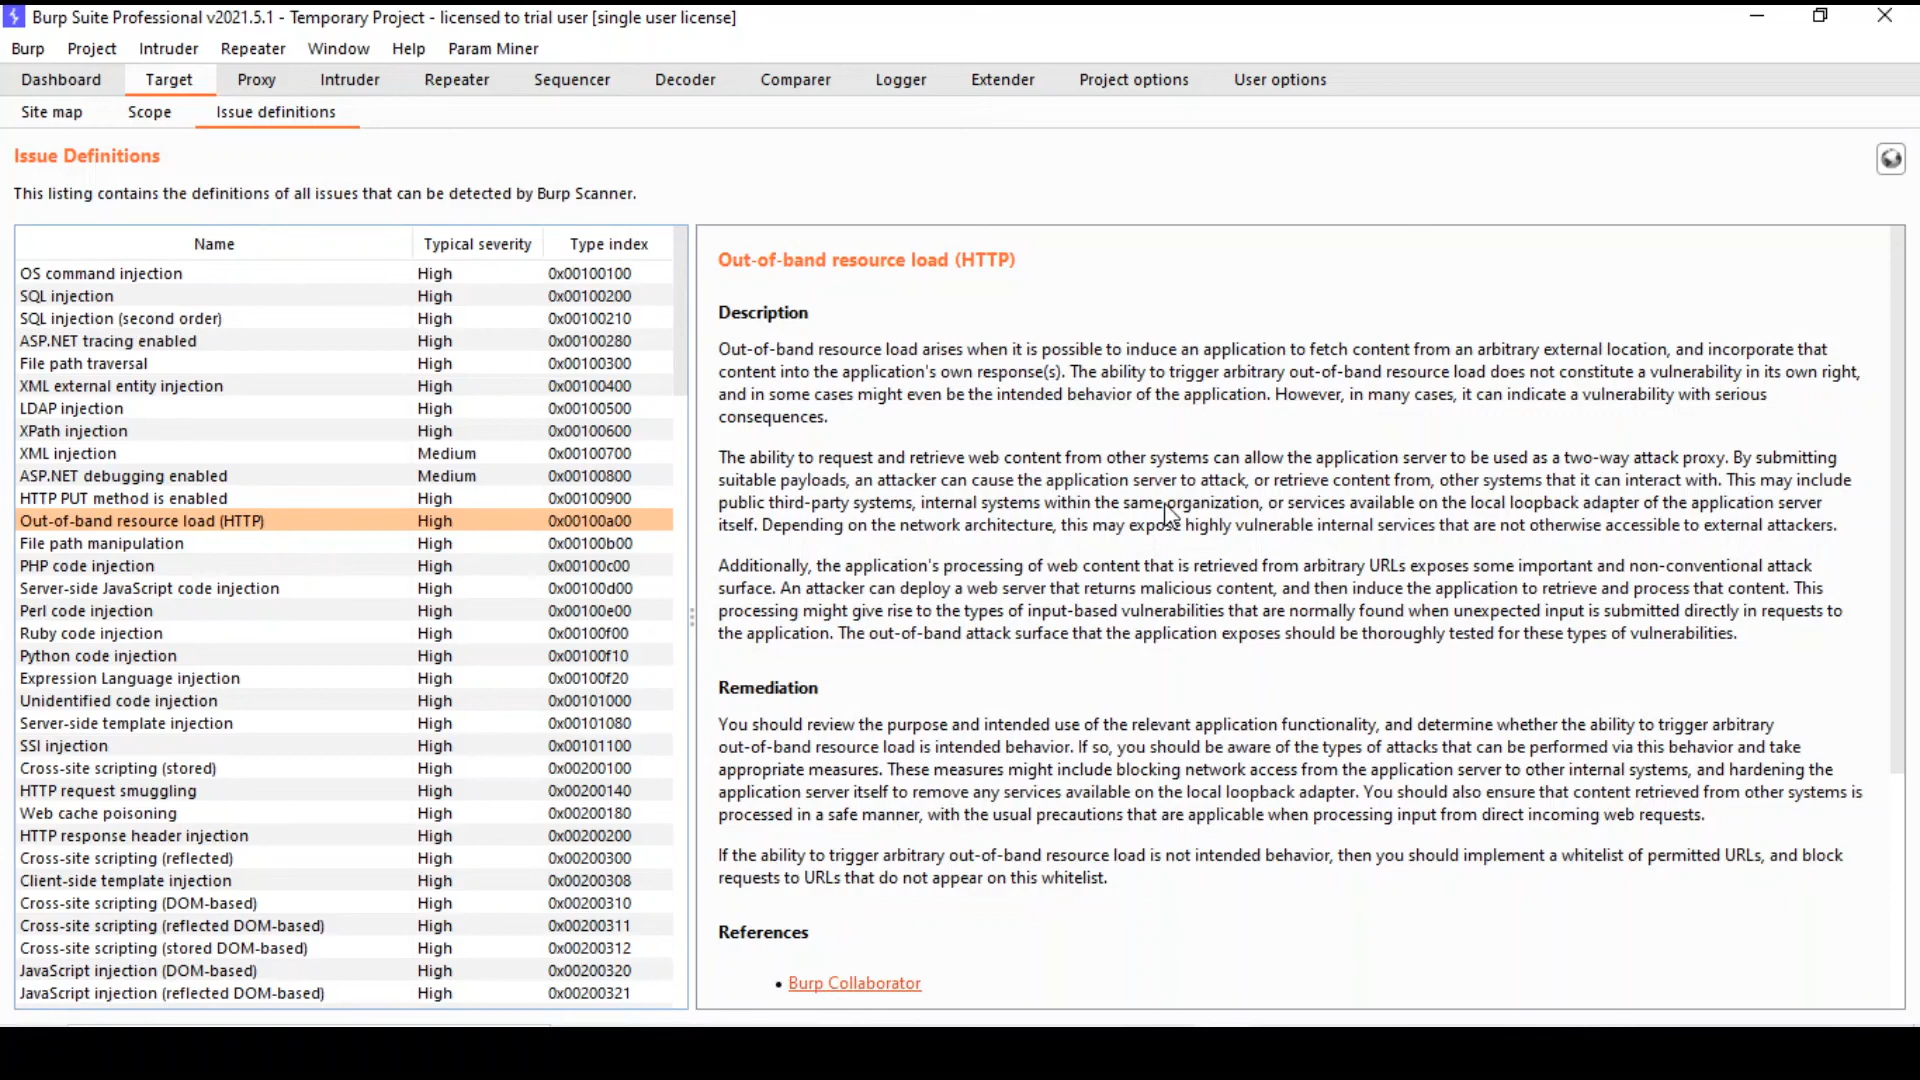 Burp Suite Professional v2021.5.1 - Temporary Project - licensed to trial user [single user license]
Burp Project Intruder Repeater Window Help Param Miner
Dashboard Target Proxy Intruder Repeater Sequencer Decoder Comparer Logger Extender Project options User options
Site map Scope Issue definitions
Issue Definitions
This listing contains the definitions of all issues that can be detected by Burp Scanner.
Name Typical severity Type index
OS command injection High 0x00100100
SQL injection High 0x00100200
SQL injection (second order) High 0x00100210
ASP.NET tracing enabled High 0x00100280
File path traversal High 0x00100300
XML external entity injection High 0x00100400
LDAP injection High 0x00100500
XPath injection High 0x00100600
XML injection Medium 0x00100700
ASP.NET debugging enabled Medium 0x00100800
HTTP PUT method is enabled High 0x00100900
Out-of-band resource load (HTTP) High 0x00100a00
File path manipulation High 0x00100b00
PHP code injection High 0x00100c00
Server-side JavaScript code injection High 0x00100d00
Perl code injection High 0x00100e00
Ruby code injection High 0x00100f00
Python code injection High 0x00100f10
Expression Language injection High 0x00100f20
Unidentified code injection High 0x00101000
Server-side template injection High 0x00101080
SSI injection High 0x00101100
Cross-site scripting (stored) High 0x00200100
HTTP request smuggling High 0x00200140
Web cache poisoning High 0x00200180
HTTP response header injection High 0x00200200
Cross-site scripting (reflected) High 0x00200300
Client-side template injection High 0x00200308
Cross-site scripting (DOM-based) High 0x00200310
Cross-site scripting (reflected DOM-based) High 0x00200311
Cross-site scripting (stored DOM-based) High 0x00200312
JavaScript injection (DOM-based) High 0x00200320
JavaScript injection (reflected DOM-based) High 0x00200321
Out-of-band resource load (HTTP)
Description
Out-of-band resource load arises when it is possible to induce an application to fetch content from an arbitrary external location, and incorporate that
content into the application's own response(s). The ability to trigger arbitrary out-of-band resource load does not constitute a vulnerability in its own right,
and in some cases might even be the intended behavior of the application. However, in many cases, it can indicate a vulnerability with serious
consequences.
The ability to request and retrieve web content from other systems can allow the application server to be used as a two-way attack proxy. By submitting
suitable payloads, an attacker can cause the application server to attack, or retrieve content from, other systems that it can interact with. This may include
public third-party systems, internal systems within the same organization, or services available on the local loopback adapter of the application server
itself. Depending on the network architecture, this may expose highly vulnerable internal services that are not otherwise accessible to external attackers.
Additionally, the application's processing of web content that is retrieved from arbitrary URLs exposes some important and non-conventional attack
surface. An attacker can deploy a web server that returns malicious content, and then induce the application to retrieve and process that content. This
processing might give rise to the types of input-based vulnerabilities that are normally found when unexpected input is submitted directly in requests to
the application. The out-of-band attack surface that the application exposes should be thoroughly tested for these types of vulnerabilities.
Remediation
You should review the purpose and intended use of the relevant application functionality, and determine whether the ability to trigger arbitrary
out-of-band resource load is intended behavior. If so, you should be aware of the types of attacks that can be performed via this behavior and take
appropriate measures. These measures might include blocking network access from the application server to other internal systems, and hardening the
application server itself to remove any services available on the local loopback adapter. You should also ensure that content retrieved from other systems is
processed in a safe manner, with the usual precautions that are applicable when processing input from direct incoming web requests.
If the ability to trigger arbitrary out-of-band resource load is not intended behavior, then you should implement a whitelist of permitted URLs, and block
requests to URLs that do not appear on this whitelist.
References
• Burp Collaborator